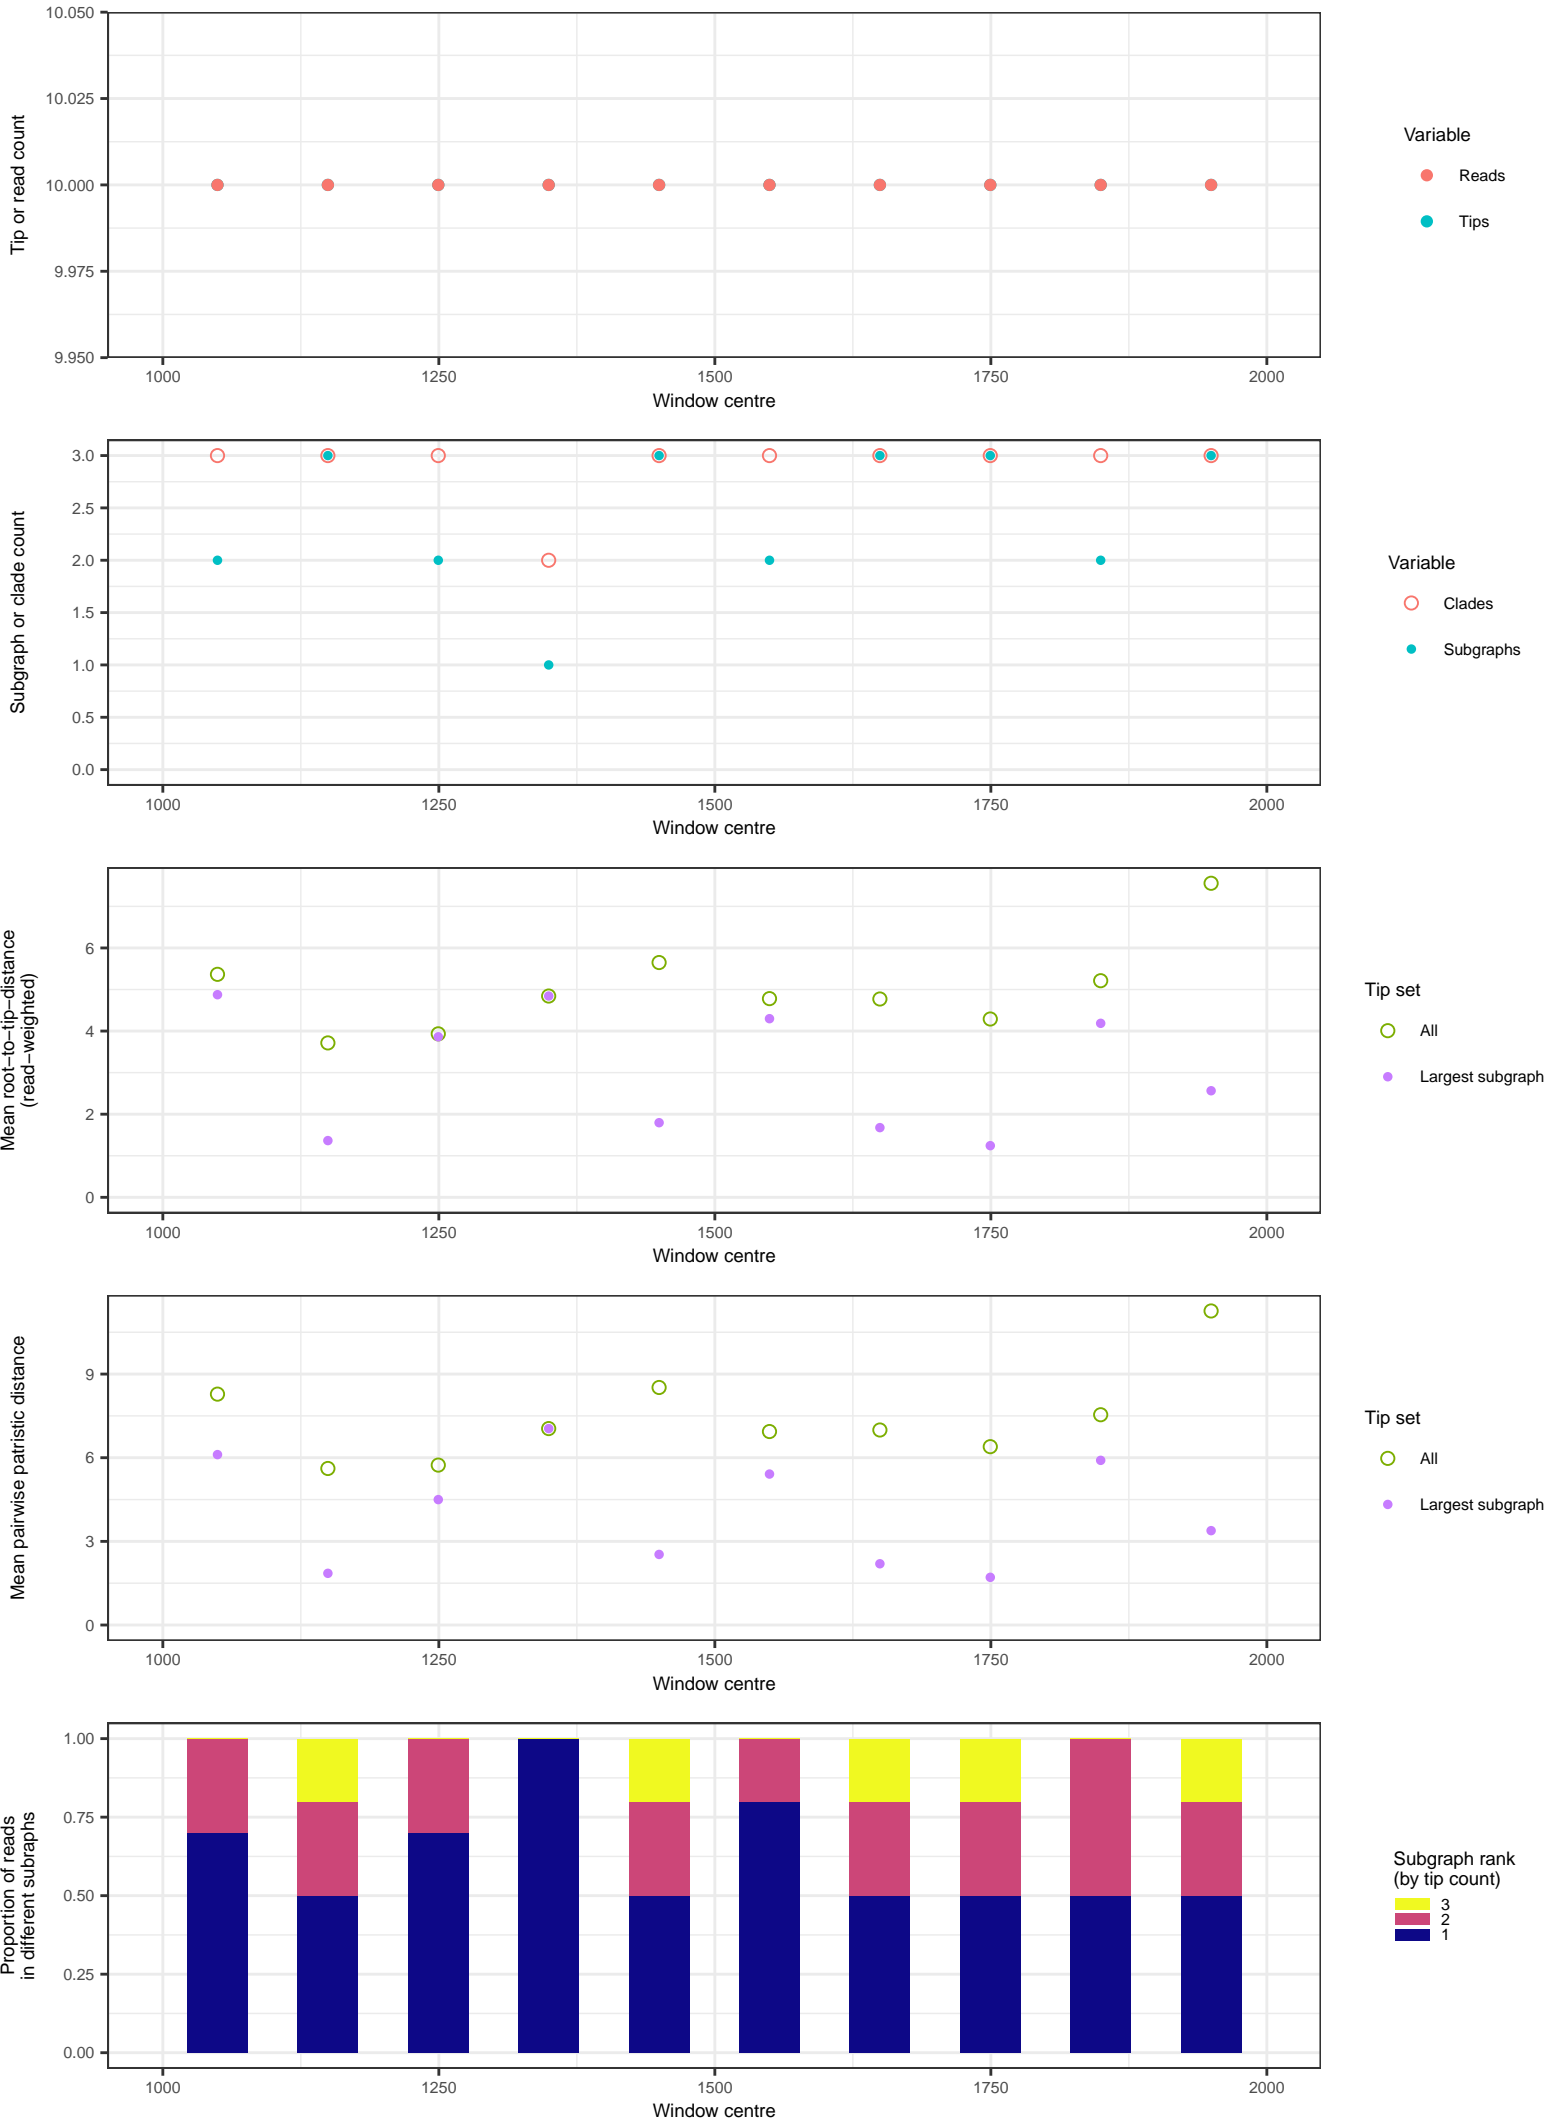 10.050
10.025
10.000
9.975
9.950
Tip or read count
1000 1250 1500 1750 2000
Window centre
Variable
Reads
Tips
3.0
2.5
2.0
1.5
1.0
0.5
0.0
Subgraph or clade count
1000 1250 1500 1750 2000
Window centre
Variable
Clades
Subgraphs
6
4
2
0
Mean root−to−tip−distance
(read−weighted)
1000 1250 1500 1750 2000
Window centre
Tip set
All
Largest subgraph
9
6
3
0
Mean pairwise patristic distance
1000 1250 1500 1750 2000
Window centre
Tip set
All
Largest subgraph
1.00
0.75
0.50
0.25
0.00
Proportion of reads
in different subraphs
1000 1250 1500 1750 2000
Window centre
Subgraph rank
(by tip count)
3
2
1